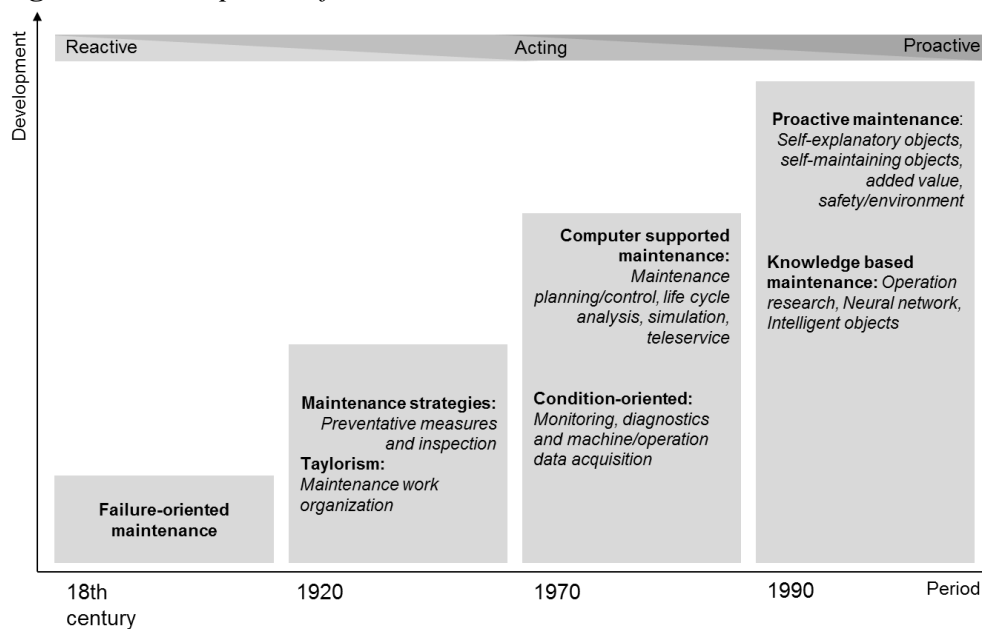 Reactive
Acting
Proactive
Development
Proactive maintenance:
Self-explanatory objects,
self-maintaining objects,
added value,
safety/environment
Knowledge based
maintenance: Operation
research, Neural network,
Intelligent objects
Computer supported
maintenance:
Maintenance
planning/control, life cycle
analysis, simulation,
teleservice
Condition-oriented:
Monitoring, diagnostics
and machine/operation
data acquisition
Maintenance strategies:
Preventative measures
and inspection
Taylorism:
Maintenance work
organization
Failure-oriented
maintenance
18th
century
1920
1970
1990
Period